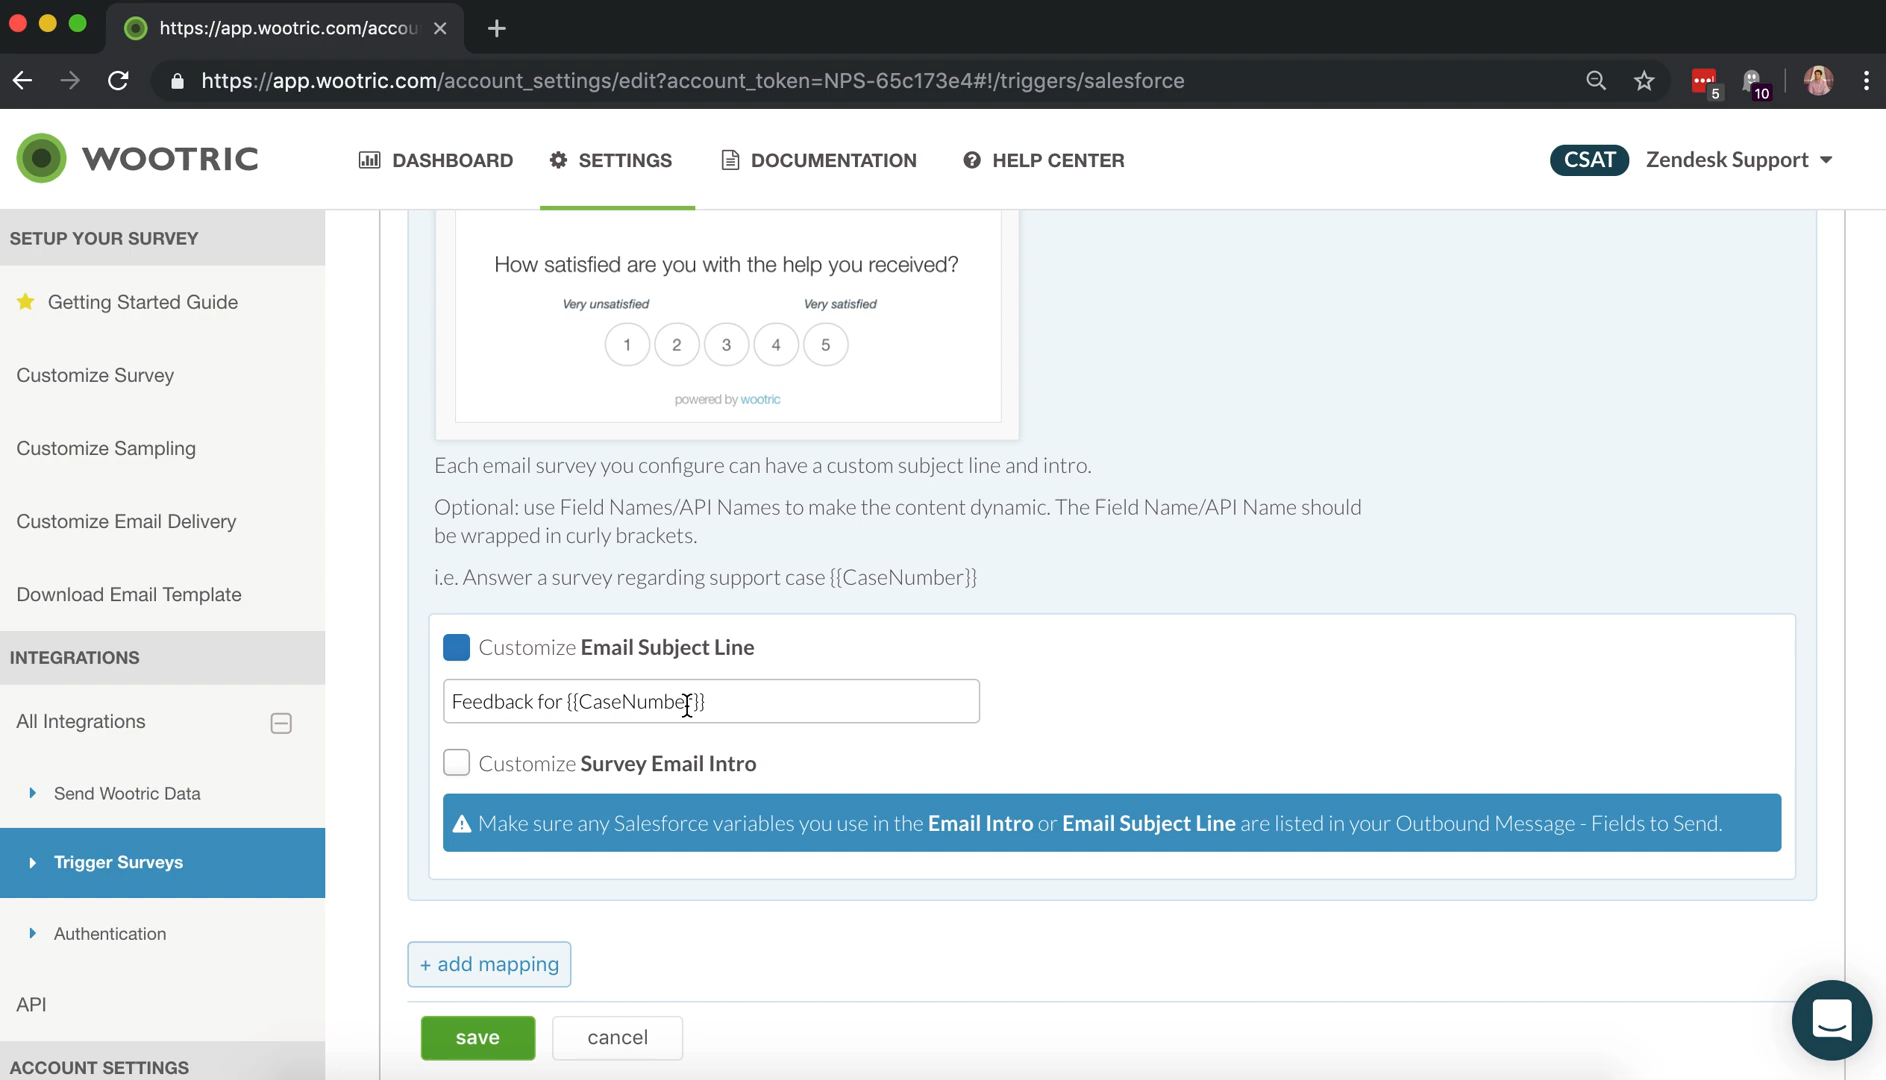 https://app.wootric.com/accou
https://app.wootric.com/account_settings/edit?account_token=NPS-65c173e4#!/triggers/salesforce
5
10
WOOTRIC
DASHBOARD
SETTINGS
DOCUMENTATION
HELP CENTER
CSAT
Zendesk Support
SETUP YOUR SURVEY
Getting Started Guide
Customize Survey
Customize Sampling
Customize Email Delivery
Download Email Template
INTEGRATIONS
All Integrations
Send Wootric Data
Trigger Surveys
Authentication
API
ACCOUNT SETTINGS
How satisfied are you with the help you received?
Very unsatisfied Very satisfied
1 2 3 4 5
powered by wootric
Each email survey you configure can have a custom subject line and intro.
Optional: use Field Names/API Names to make the content dynamic. The Field Name/API Name should
be wrapped in curly brackets.
i.e. Answer a survey regarding support case {{CaseNumber}}
Customize Email Subject Line
Feedback for {{CaseNumber}}
Customize Survey Email Intro
Make sure any Salesforce variables you use in the Email Intro or Email Subject Line are listed in your Outbound Message - Fields to Send.
+ add mapping
save
cancel